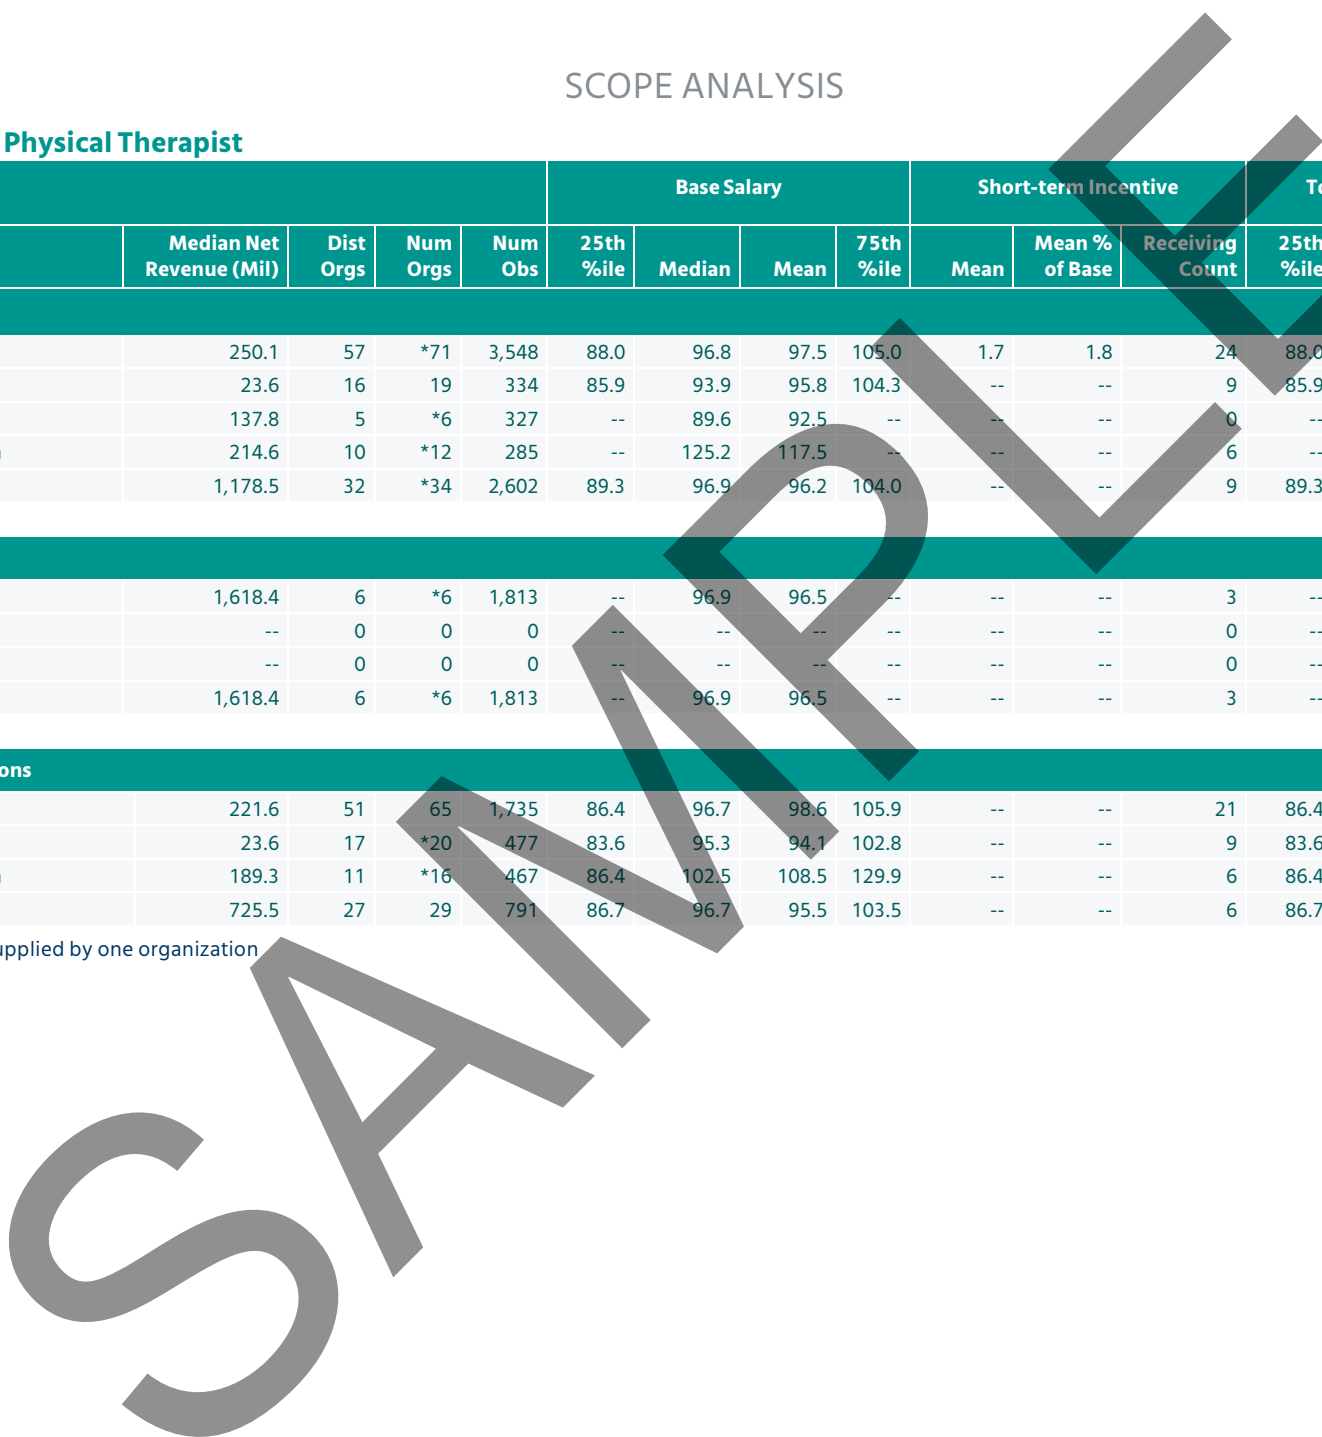 SCOPE ANALYSIS
Physical Therapist
Base Salary Short-term Incentive
Median Net Revenue (Mil) Dist Orgs Num Orgs Num Obs 25th %ile Median Mean 75th %ile Mean Mean % of Base Receiving Count 25th %ile
250.1 57 *71 3,548 88.0 96.8 97.5 105.0 1.7 1.8 24 88.0
23.6 16 19 334 85.9 93.9 95.8 104.3 -- -- 9 85.9
137.8 5 *6 327 -- 89.6 92.5 -- -- -- 0 --
214.6 10 *12 285 -- 125.2 117.5 -- -- -- 6 --
1,178.5 32 *34 2,602 89.3 96.9 96.2 104.0 -- -- 9 89.3
1,618.4 6 *6 1,813 -- 96.9 96.5 -- -- -- 3 --
-- 0 0 0 -- -- -- -- -- -- 0 --
-- 0 0 0 -- -- -- -- -- -- 0 --
1,618.4 6 *6 1,813 -- 96.9 96.5 -- -- -- 3 --
ons
221.6 51 65 1,735 86.4 96.7 98.6 105.9 -- -- 21 86.4
23.6 17 *20 477 83.6 95.3 94.1 102.8 -- -- 9 83.6
189.3 11 *16 467 86.4 102.5 108.5 129.9 -- -- 6 86.4
725.5 27 29 791 86.7 96.7 95.5 103.5 -- -- 6 86.7
upplied by one organization
SAMPLE